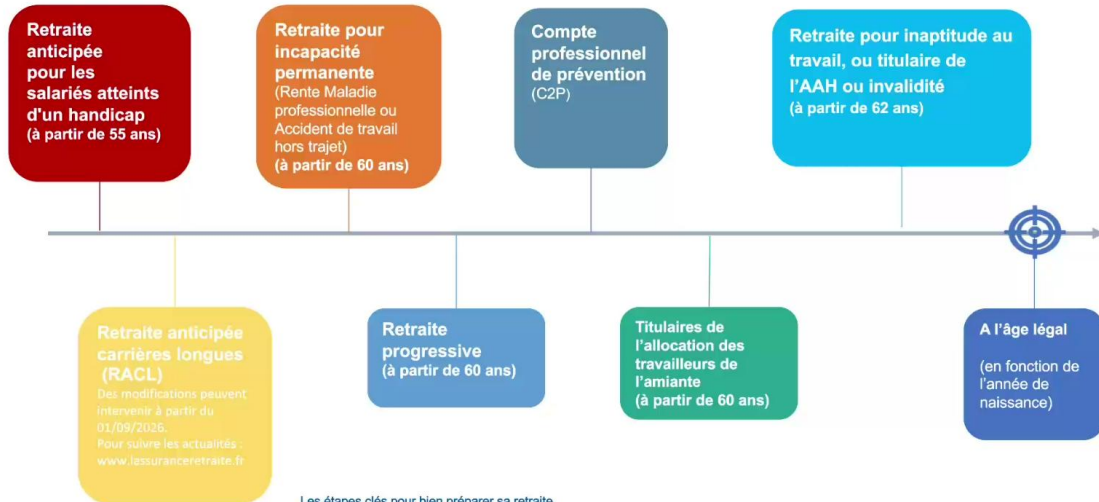 Retraite
anticipée
pour les
salariés atteints
d'un handicap
(à partir de 55 ans)
Retraite pour
incapacité
permanente
(Rente Maladie
professionnelle ou
Accident de travail
hors trajet)
(à partir de 60 ans)
Compte
professionnel
de prévention
(C2P)
Retraite pour inaptitude au
travail, ou titulaire de
l'AAH ou invalidité
(à partir de 62 ans)
Retraite anticipée
carrières longues
(RACL)
Des modifications peuvent
intervenir à partir du
01/09/2026.
Pour suivre les actualités :
www.lassuranceretraite.fr
Retraite
progressive
(à partir de 60 ans)
Titulaires de
l'allocation des
travailleurs de
l'amiante
(à partir de 60 ans)
A l'âge légal
(en fonction de
l'année de
naissance)
Les étapes clés pour bien préparer sa retraite